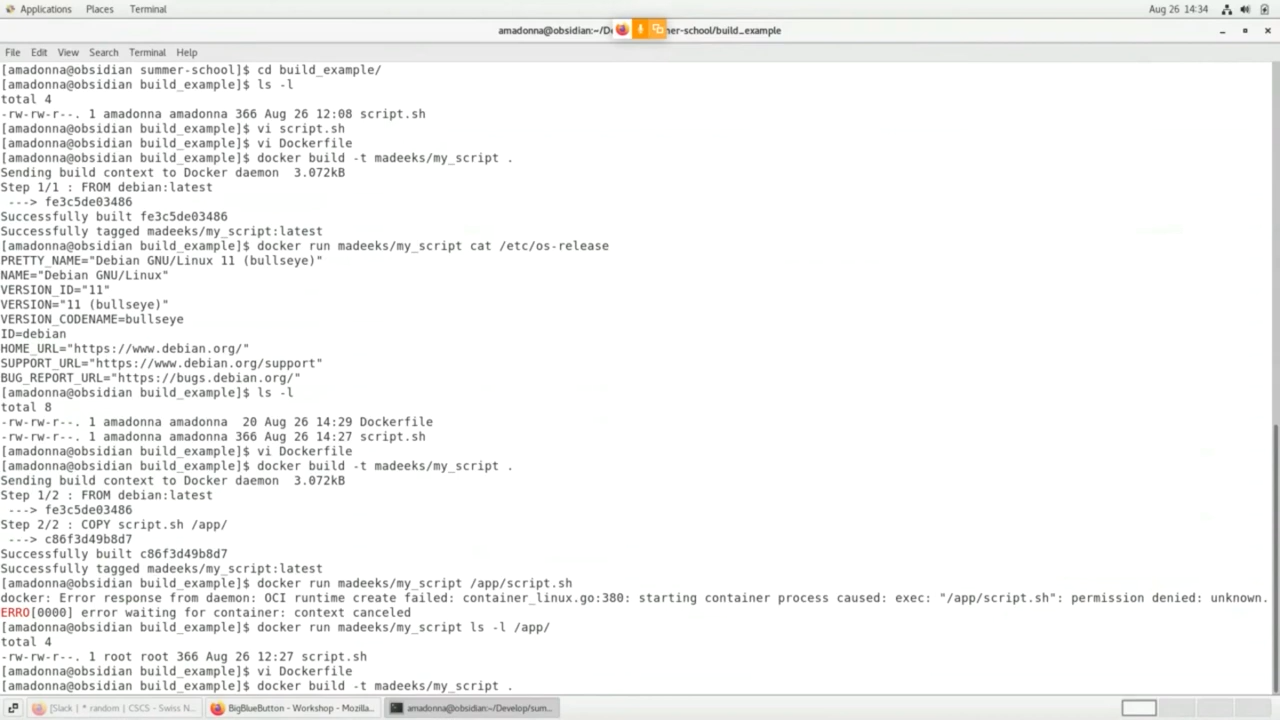 Applications Places Terminal Aug 26 14:34
amadonna@obsidian:~/De ner-school/build_example
File Edit View Search Terminal Help
[amadonna@obsidian summer-school]$ cd build_example/
[amadonna@obsidian build_example]$ ls -l
total 4
-rw-rw-r--. 1 amadonna amadonna 366 Aug 26 12:08 script.sh
[amadonna@obsidian build_example]$ vi script.sh
[amadonna@obsidian build_example]$ vi Dockerfile
[amadonna@obsidian build_example]$ docker build -t madeeks/my_script .
Sending build context to Docker daemon  3.072kB
Step 1/1 : FROM debian:latest
 ---> fe3c5de03486
Successfully built fe3c5de03486
Successfully tagged madeeks/my_script:latest
[amadonna@obsidian build_example]$ docker run madeeks/my_script cat /etc/os-release
PRETTY_NAME="Debian GNU/Linux 11 (bullseye)"
NAME="Debian GNU/Linux"
VERSION_ID="11"
VERSION="11 (bullseye)"
VERSION_CODENAME=bullseye
ID=debian
HOME_URL="https://www.debian.org/"
SUPPORT_URL="https://www.debian.org/support"
BUG_REPORT_URL="https://bugs.debian.org/"
[amadonna@obsidian build_example]$ ls -l
total 8
-rw-rw-r--. 1 amadonna amadonna  20 Aug 26 14:29 Dockerfile
-rw-rw-r--. 1 amadonna amadonna 366 Aug 26 14:27 script.sh
[amadonna@obsidian build_example]$ vi Dockerfile
[amadonna@obsidian build_example]$ docker build -t madeeks/my_script .
Sending build context to Docker daemon  3.072kB
Step 1/2 : FROM debian:latest
 ---> fe3c5de03486
Step 2/2 : COPY script.sh /app/
 ---> c86f3d49b8d7
Successfully built c86f3d49b8d7
Successfully tagged madeeks/my_script:latest
[amadonna@obsidian build_example]$ docker run madeeks/my_script /app/script.sh
docker: Error response from daemon: OCI runtime create failed: container_linux.go:380: starting container process caused: exec: "/app/script.sh": permission denied: unknown.
ERRO[0000] error waiting for container: context canceled
[amadonna@obsidian build_example]$ docker run madeeks/my_script ls -l /app/
total 4
-rw-rw-r--. 1 root root 366 Aug 26 12:27 script.sh
[amadonna@obsidian build_example]$ vi Dockerfile
[amadonna@obsidian build_example]$ docker build -t madeeks/my_script .
[Slack | * random | CSCS - Swiss N... BigBlueButton - Workshop - Mozilla... amadonna@obsidian:~/Develop/sum...